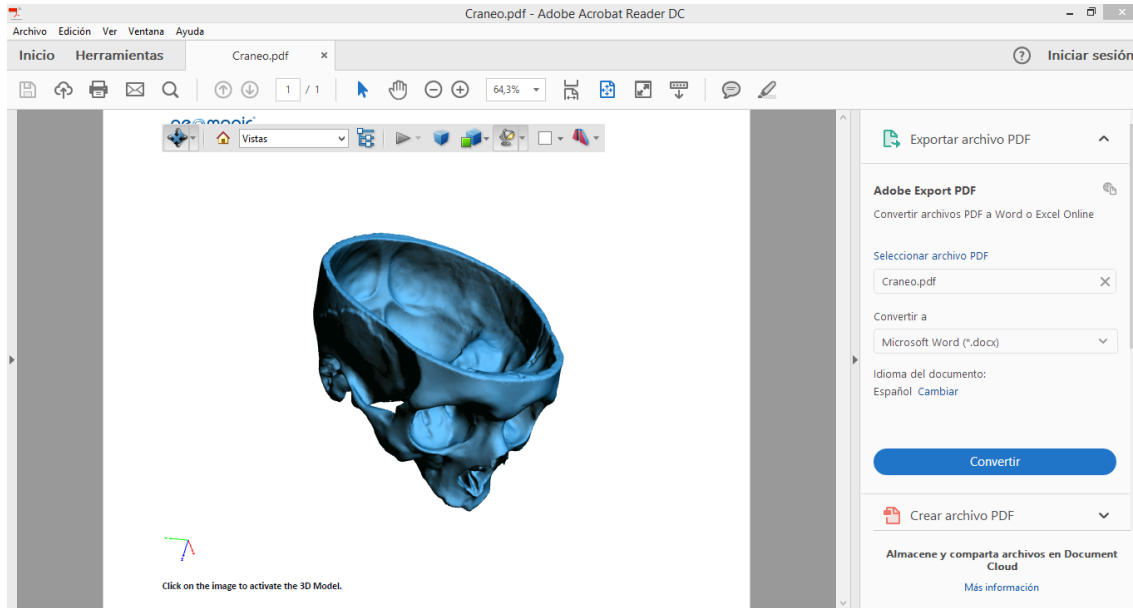 Craneo.pdf - Adobe Acrobat Reader DC
Archivo Edición Ver Ventana Ayuda
Inicio Herramientas Craneo.pdf × ? Iniciar sesión
1 / 1 64,3%
geomagic
Vistas
Exportar archivo PDF
Adobe Export PDF
Convertir archivos PDF a Word o Excel Online
Seleccionar archivo PDF
Craneo.pdf
Convertir a
Microsoft Word (*.docx)
Idioma del documento:
Español Cambiar
Convertir
Crear archivo PDF
Almacene y comparta archivos en Document
Cloud
Más información
Click on the image to activate the 3D Model.